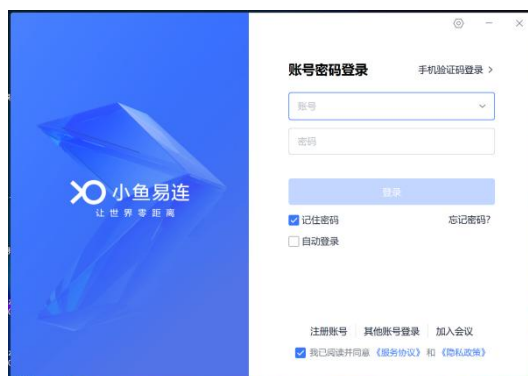 账号密码登录
手机验证码登录 >
账号
密码
小鱼易连
让世界零距离
登录
记住密码
忘记密码?
自动登录
注册账号 其他账号登录 加入会议
我已阅读并同意 《服务协议》 和 《隐私政策》